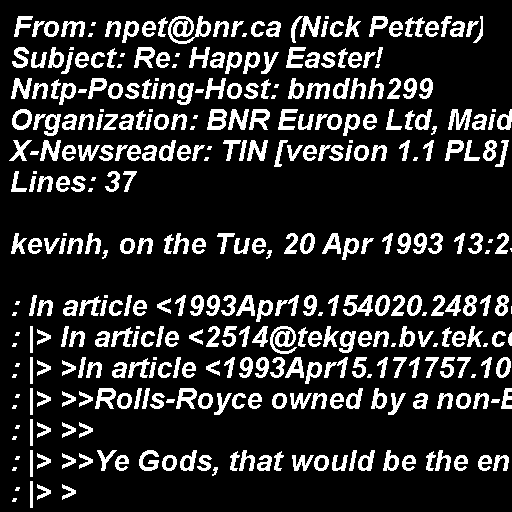 From: npet@bnr.ca (Nick Pettefar)
Subject: Re: Happy Easter!
Nntp-Posting-Host: bmdhh299
Organization: BNR Europe Ltd, Maid
X-Newsreader: TIN [version 1.1 PL8]
Lines: 37

kevinh, on the Tue, 20 Apr 1993 13:2

: In article <1993Apr19.154020.24818
: |> In article <2514@tekgen.bv.tek.c
: |> >In article <1993Apr15.171757.10
: |> >>Rolls-Royce owned by a non-
: |> >>
: |> >>Ye Gods, that would be the en
: |> >